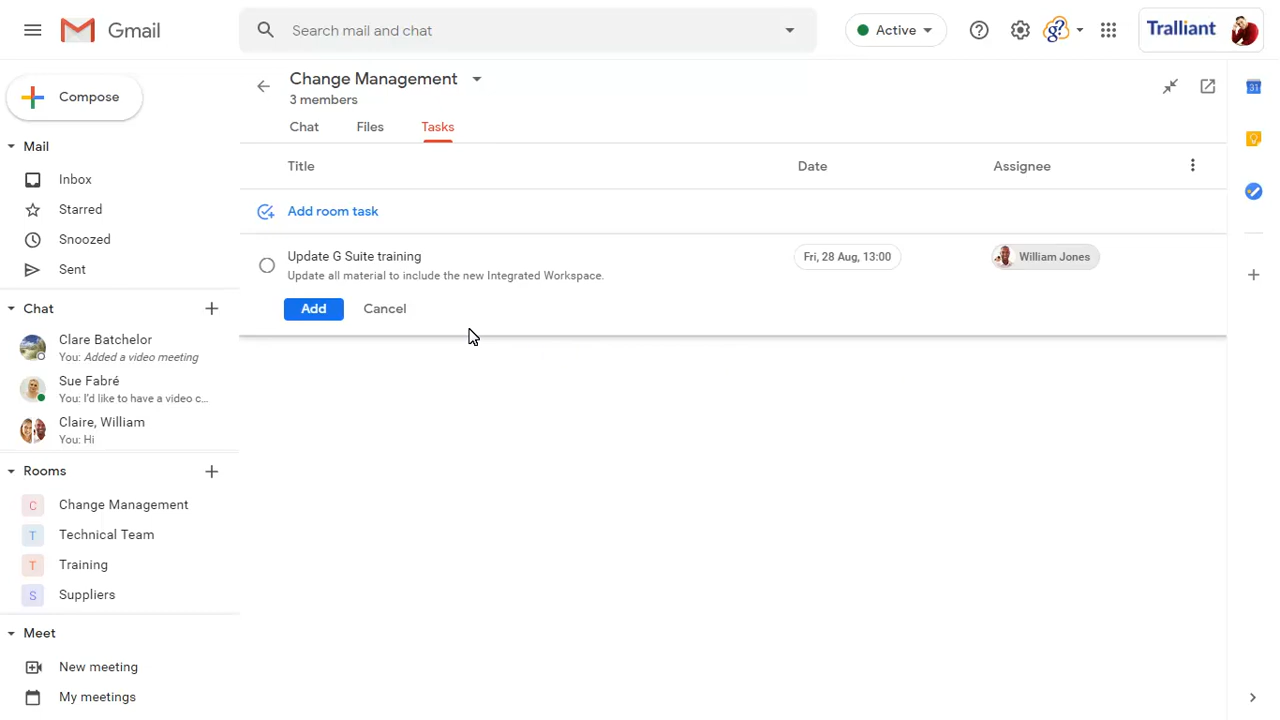 Gmail
Search mail and chat
Active
g?
Tralliant
Compose
Change Management
3 members
Chat Files Tasks
Mail
Inbox
Starred
Snoozed
Sent
Title Date Assignee
Add room task
Update G Suite training
Update all material to include the new Integrated Workspace.
Fri, 28 Aug, 13:00
William Jones
Add Cancel
Chat
Clare Batchelor
You: Added a video meeting
Sue Fabré
You: I'd like to have a video c...
Claire, William
You: Hi
Rooms
C Change Management
T Technical Team
T Training
S Suppliers
Meet
New meeting
My meetings
31